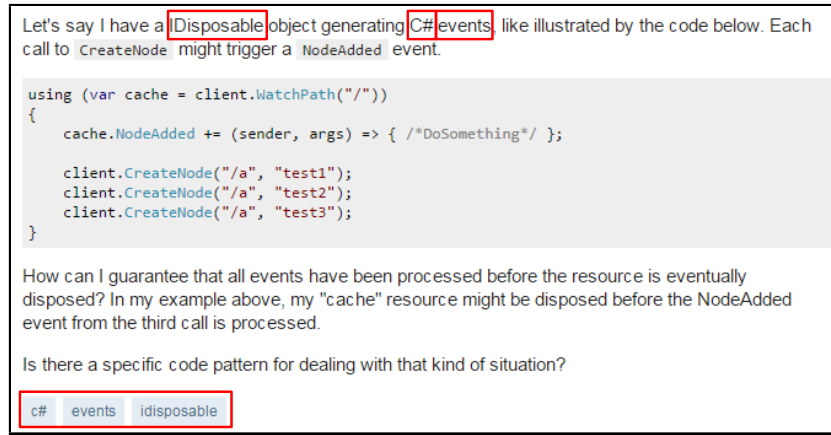 Let's say I have a IDisposable object generating C# events, like illustrated by the code below. Each
call to CreateNode might trigger a NodeAdded event.
using (var cache = client.WatchPath("/"))
{
    cache.NodeAdded += (sender, args) => { /*DoSomething*/ };
    client.CreateNode("/a", "test1");
    client.CreateNode("/a", "test2");
    client.CreateNode("/a", "test3");
}
How can I guarantee that all events have been processed before the resource is eventually
disposed? In my example above, my "cache" resource might be disposed before the NodeAdded
event from the third call is processed.
Is there a specific code pattern for dealing with that kind of situation?
c# events idisposable